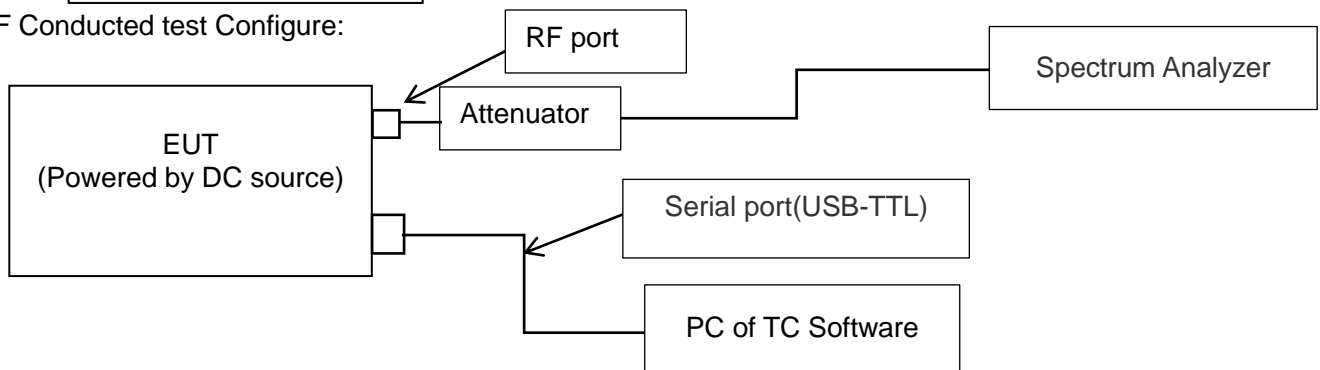 F Conducted test Configure:
RF port
Spectrum Analyzer
Attenuator
EUT
(Powered by DC source)
Serial port(USB-TTL)
PC of TC Software